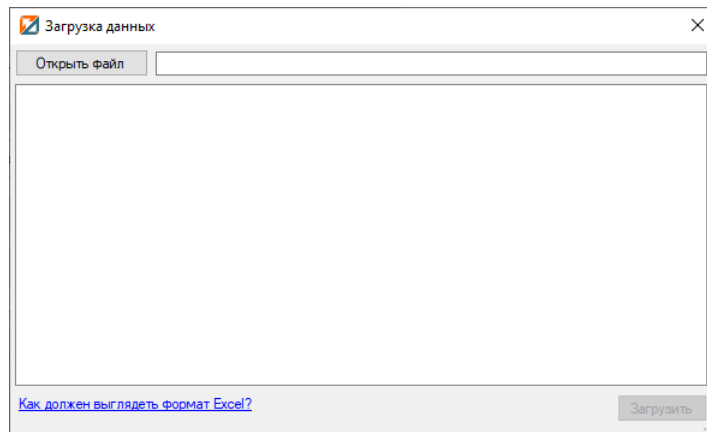 Загрузка данных
Открыть файл
Как должен выглядеть формат Excel?
Загрузить